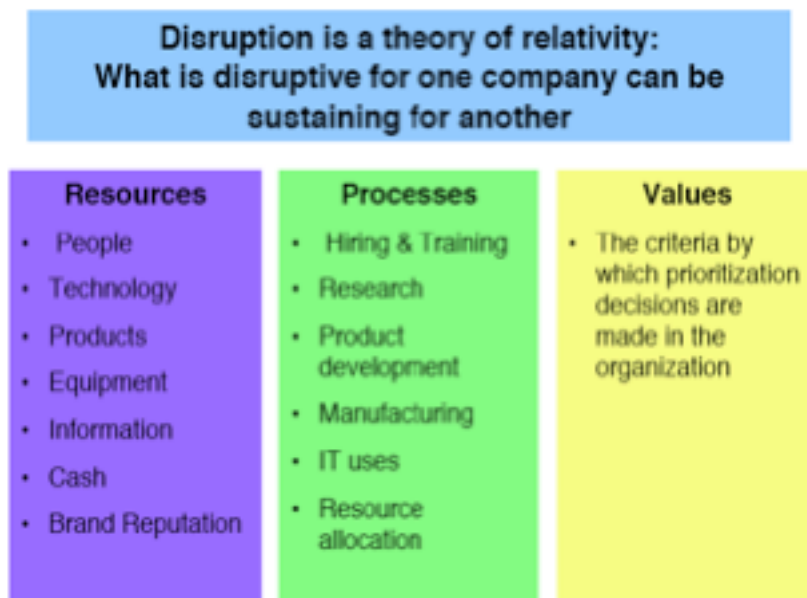 Disruption is a theory of relativity:
What is disruptive for one company can be
sustaining for another
Resources
• People
• Technology
• Products
• Equipment
• Information
• Cash
• Brand Reputation
Processes
• Hiring & Training
• Research
• Product
development
• Manufacturing
• IT uses
• Resource
allocation
Values
• The criteria by
which prioritization
decisions are
made in the
organization